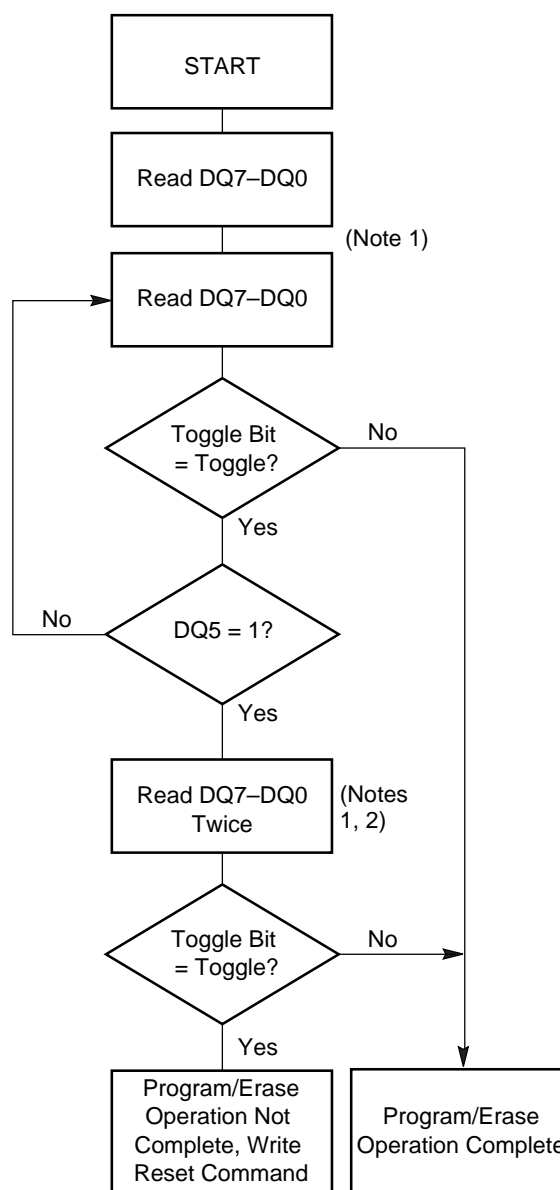 START
Read DQ7–DQ0
(Note 1)
Read DQ7–DQ0
Toggle Bit
= Toggle?
No
Yes
No
DQ5 = 1?
Yes
Read DQ7–DQ0
Twice
(Notes
1, 2)
Toggle Bit
= Toggle?
No
Yes
Program/Erase
Operation Not
Complete, Write
Reset Command
Program/Erase
Operation Complete